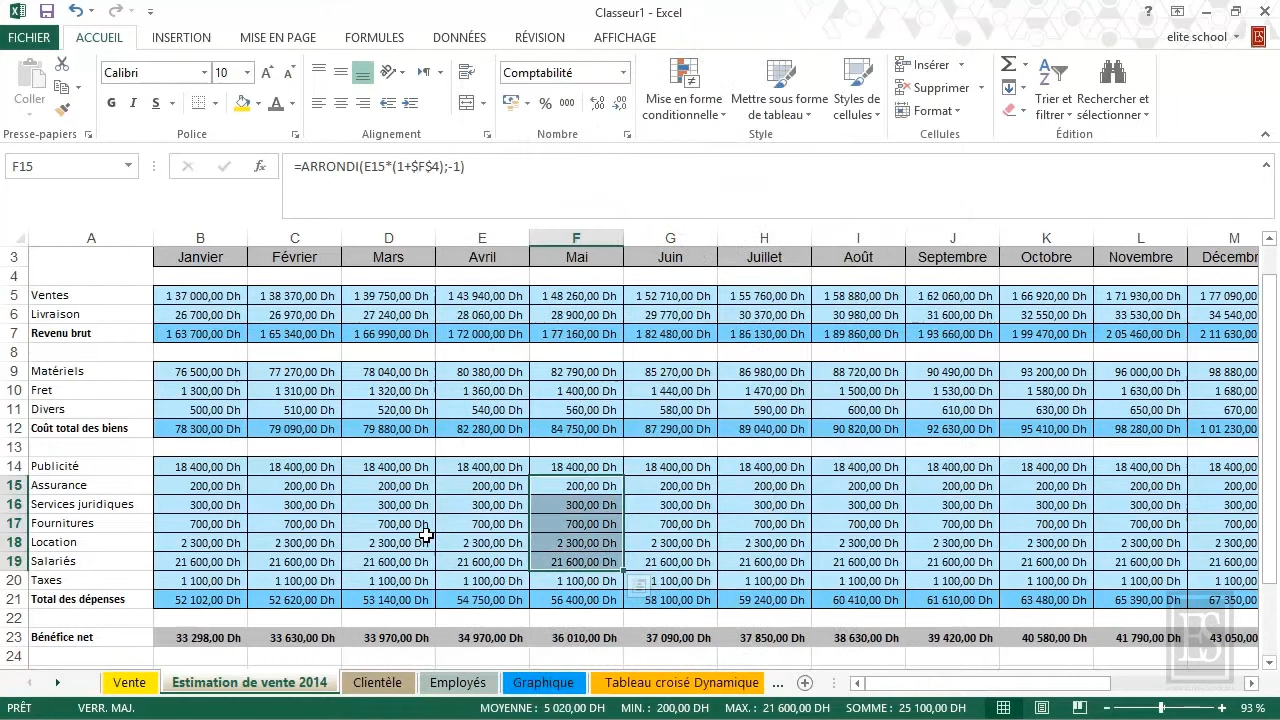 Classeur1 - Excel
FICHIER ACCUEIL INSERTION MISE EN PAGE FORMULES DONNÉES RÉVISION AFFICHAGE elite school ES
Calibri 10 Comptabilité Insérer
Supprimer
Format
Coller G I S % 000
Mise en forme conditionnelle Mettre sous forme de tableau Styles de cellules Trier et filtrer Rechercher et sélectionner
Presse-papiers Police Alignement Nombre Style Cellules Édition
F15 fx =ARRONDI(E15*(1+$F$4);-1)
A B C D E F G H I J K L M
3 Janvier Février Mars Avril Mai Juin Juillet Août Septembre Octobre Novembre Décembr
4
5 Ventes 1 37 000,00 Dh 1 38 370,00 Dh 1 39 750,00 Dh 1 43 940,00 Dh 1 48 260,00 Dh 1 52 710,00 Dh 1 55 760,00 Dh 1 58 880,00 Dh 1 62 060,00 Dh 1 66 920,00 Dh 1 71 930,00 Dh 1 77 090,00
6 Livraison 26 700,00 Dh 26 970,00 Dh 27 240,00 Dh 28 060,00 Dh 28 900,00 Dh 29 770,00 Dh 30 370,00 Dh 30 980,00 Dh 31 600,00 Dh 32 550,00 Dh 33 530,00 Dh 34 540,00
7 Revenu brut 1 63 700,00 Dh 1 65 340,00 Dh 1 66 990,00 Dh 1 72 000,00 Dh 1 77 160,00 Dh 1 82 480,00 Dh 1 86 130,00 Dh 1 89 860,00 Dh 1 93 660,00 Dh 1 99 470,00 Dh 2 05 460,00 Dh 2 11 630,00
8
9 Matériels 76 500,00 Dh 77 270,00 Dh 78 040,00 Dh 80 380,00 Dh 82 790,00 Dh 85 270,00 Dh 86 980,00 Dh 88 720,00 Dh 90 490,00 Dh 93 200,00 Dh 96 000,00 Dh 98 880,00
10 Fret 1 300,00 Dh 1 310,00 Dh 1 320,00 Dh 1 360,00 Dh 1 400,00 Dh 1 440,00 Dh 1 470,00 Dh 1 500,00 Dh 1 530,00 Dh 1 580,00 Dh 1 630,00 Dh 1 680,00
11 Divers 500,00 Dh 510,00 Dh 520,00 Dh 540,00 Dh 560,00 Dh 580,00 Dh 590,00 Dh 600,00 Dh 610,00 Dh 630,00 Dh 650,00 Dh 670,00
12 Coût total des biens 78 300,00 Dh 79 090,00 Dh 79 880,00 Dh 82 280,00 Dh 84 750,00 Dh 87 290,00 Dh 89 040,00 Dh 90 820,00 Dh 92 630,00 Dh 95 410,00 Dh 98 280,00 Dh 1 01 230,00
13
14 Publicité 18 400,00 Dh 18 400,00 Dh 18 400,00 Dh 18 400,00 Dh 18 400,00 Dh 18 400,00 Dh 18 400,00 Dh 18 400,00 Dh 18 400,00 Dh 18 400,00 Dh 18 400,00 Dh 18 400,00
15 Assurance 200,00 Dh 200,00 Dh 200,00 Dh 200,00 Dh 200,00 Dh 200,00 Dh 200,00 Dh 200,00 Dh 200,00 Dh 200,00 Dh 200,00 Dh 200,00
16 Services juridiques 300,00 Dh 300,00 Dh 300,00 Dh 300,00 Dh 300,00 Dh 300,00 Dh 300,00 Dh 300,00 Dh 300,00 Dh 300,00 Dh 300,00 Dh 300,00
17 Fournitures 700,00 Dh 700,00 Dh 700,00 Dh 700,00 Dh 700,00 Dh 700,00 Dh 700,00 Dh 700,00 Dh 700,00 Dh 700,00 Dh 700,00 Dh 700,00
18 Location 2 300,00 Dh 2 300,00 Dh 2 300,00 Dh 2 300,00 Dh 2 300,00 Dh 2 300,00 Dh 2 300,00 Dh 2 300,00 Dh 2 300,00 Dh 2 300,00 Dh 2 300,00 Dh 2 300,00
19 Salariés 21 600,00 Dh 21 600,00 Dh 21 600,00 Dh 21 600,00 Dh 21 600,00 Dh 21 600,00 Dh 21 600,00 Dh 21 600,00 Dh 21 600,00 Dh 21 600,00 Dh 21 600,00 Dh 21 600,00
20 Taxes 1 100,00 Dh 1 100,00 Dh 1 100,00 Dh 1 100,00 Dh 1 100,00 Dh 1 100,00 Dh 1 100,00 Dh 1 100,00 Dh 1 100,00 Dh 1 100,00 Dh 1 100,00 Dh 1 100,00
21 Total des dépenses 52 102,00 Dh 52 620,00 Dh 53 140,00 Dh 54 750,00 Dh 56 400,00 Dh 58 100,00 Dh 59 240,00 Dh 60 410,00 Dh 61 610,00 Dh 63 480,00 Dh 65 390,00 Dh 67 350,00
22
23 Bénéfice net 33 298,00 Dh 33 630,00 Dh 33 970,00 Dh 34 970,00 Dh 36 010,00 Dh 37 090,00 Dh 37 850,00 Dh 38 630,00 Dh 39 420,00 Dh 40 580,00 Dh 41 790,00 Dh 43 050,00
24
Vente Estimation de vente 2014 Clientèle Employés Graphique Tableau croisé Dynamique ...
PRÊT VERR. MAJ. MOYENNE : 5 020,00 DH MIN. : 200,00 DH MAX. : 21 600,00 DH SOMME : 25 100,00 DH 93 %